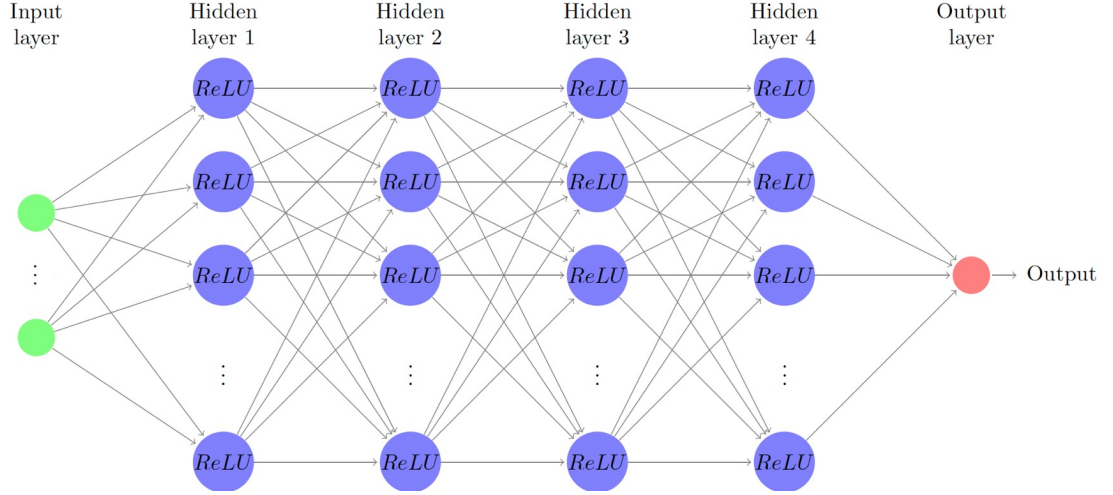 Input
layer
Hidden
layer 1
Hidden
layer 2
Hidden
layer 3
Hidden
layer 4
Output
layer
ReLU
ReLU
ReLU
ReLU
ReLU
ReLU
ReLU
ReLU
ReLU
ReLU
ReLU
ReLU
Output
ReLU
ReLU
ReLU
ReLU